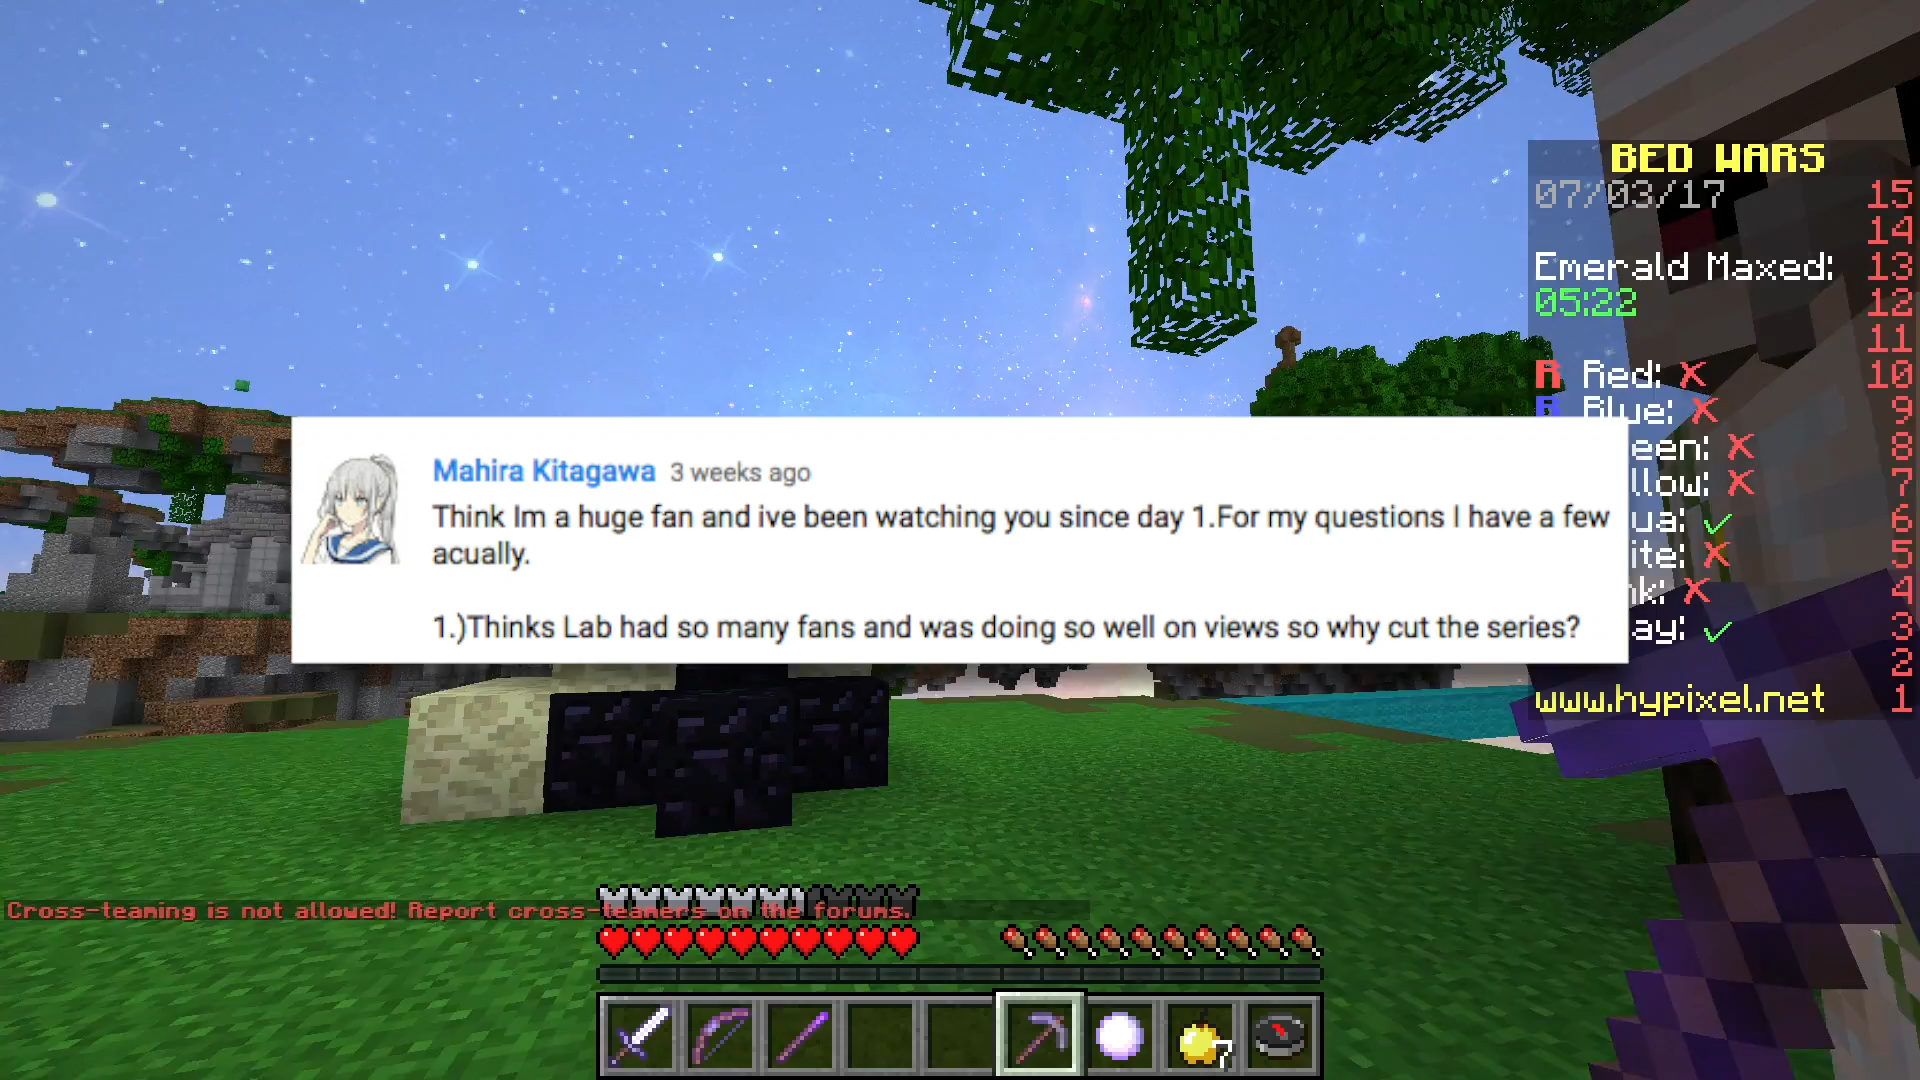 BED WARS
07/03/17 15
14
Emerald Maxed: 13
05:22 12
11
R Red: ✗ 10
B Blue: ✗ 9
een: ✗ 8
llow: ✗ 7
ua: ✓ 6
ite: ✗ 5
nk: ✗ 4
ay: ✓ 3
2
www.hypixel.net 1
Mahira Kitagawa 3 weeks ago
Think Im a huge fan and ive been watching you since day 1.For my questions I have a few
acually.
1.)Thinks Lab had so many fans and was doing so well on views so why cut the series?
Cross-teaming is not allowed! Report cross-teamers on the forums.
7